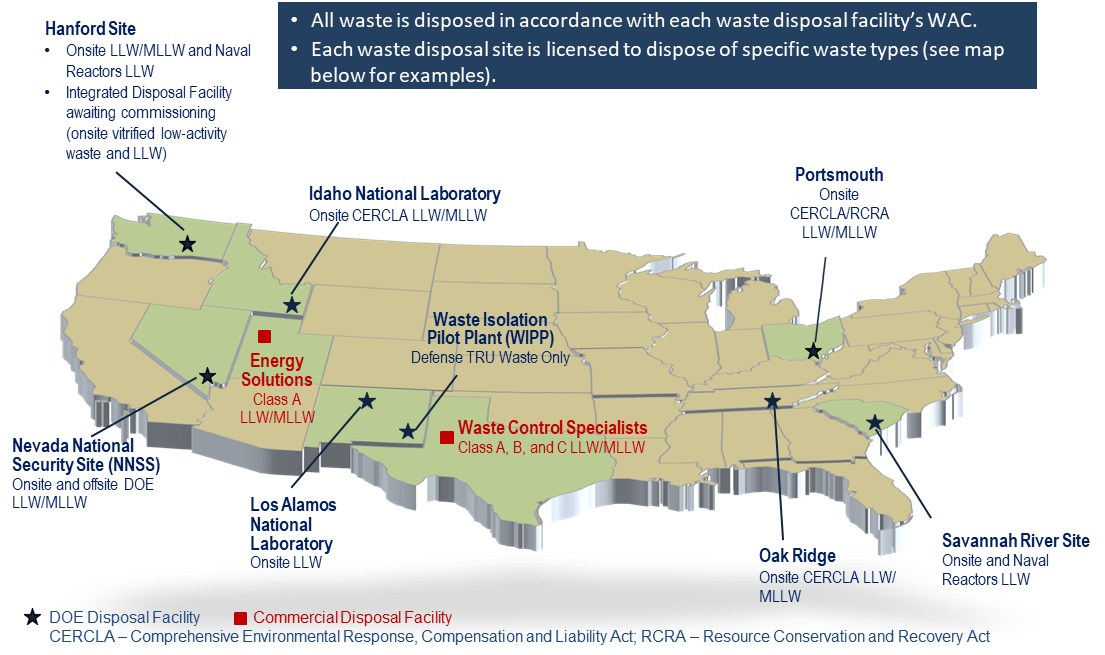 • All waste is disposed in accordance with each waste disposal facility's WAC.
• Each waste disposal site is licensed to dispose of specific waste types (see map
below for examples).
Hanford Site
• Onsite LLW/MLLW and Naval
Reactors LLW
• Integrated Disposal Facility
awaiting commissioning
(onsite vitrified low-activity
waste and LLW)
Idaho National Laboratory
Onsite CERCLA LLW/MLLW
Portsmouth
Onsite
CERCLA/RCRA
LLW/MLLW
Waste Isolation
Pilot Plant (WIPP)
Defense TRU Waste Only
Energy
Solutions
Class A
LLW/MLLW
Waste Control Specialists
Class A, B, and C LLW/MLLW
Nevada National
Security Site (NNSS)
Onsite and offsite DOE
LLW/MLLW
Los Alamos
National
Laboratory
Onsite LLW
Oak Ridge
Onsite CERCLA LLW/
MLLW
Savannah River Site
Onsite and Naval
Reactors LLW
DOE Disposal Facility
Commercial Disposal Facility
CERCLA – Comprehensive Environmental Response, Compensation and Liability Act; RCRA – Resource Conservation and Recovery Act